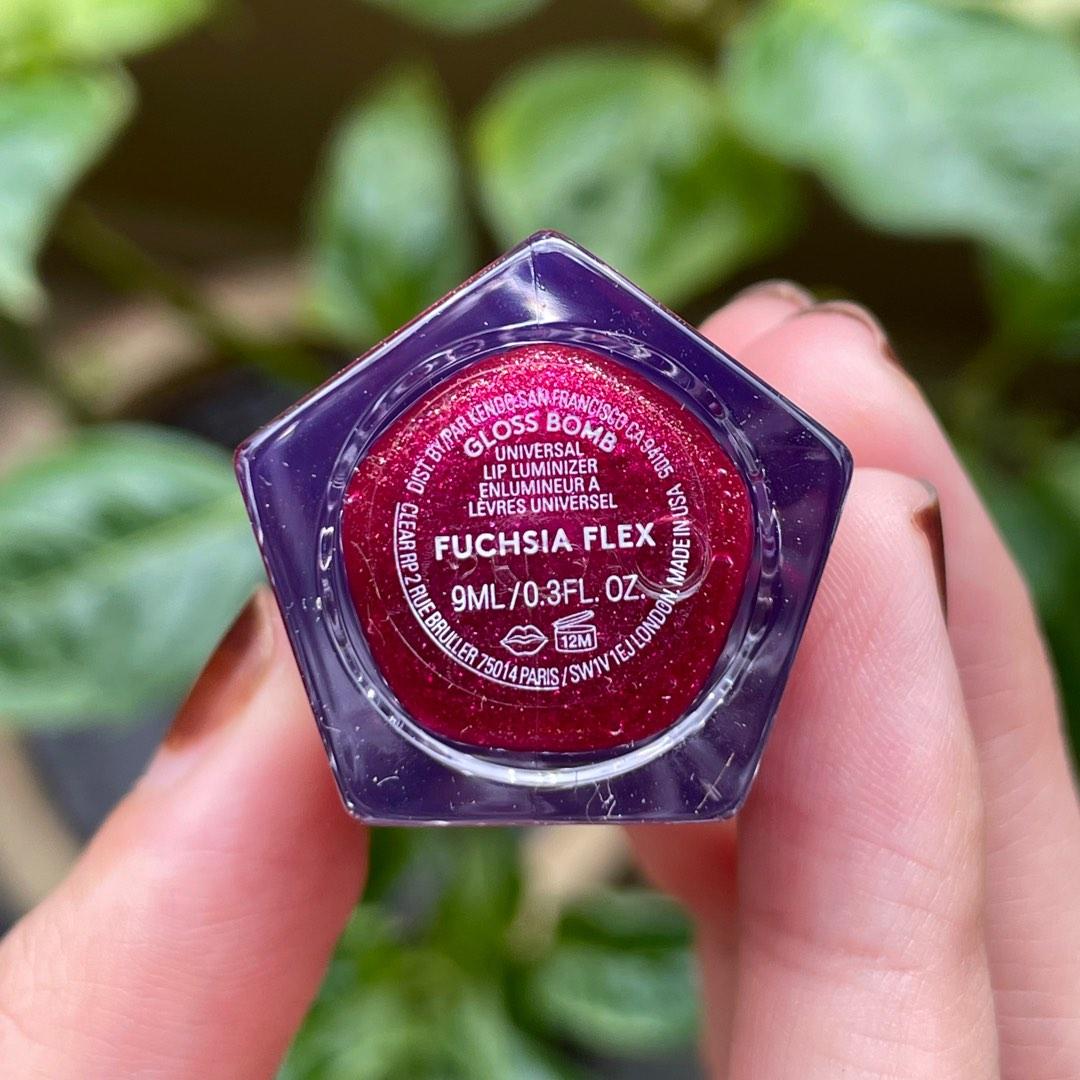 DIST. BY/PAR KENDO SAN FRANCISCO CA 94105
GLOSS BOMB
UNIVERSAL
LIP LUMINIZER
ENLUMINEUR A
LÈVRES UNIVERSEL
FUCHSIA FLEX
9ML/0.3FL. OZ.
12M
CLEAR RP 2 RUE BRULLER 75014 PARIS / SW1V 1EJ LONDON. MADE IN USA